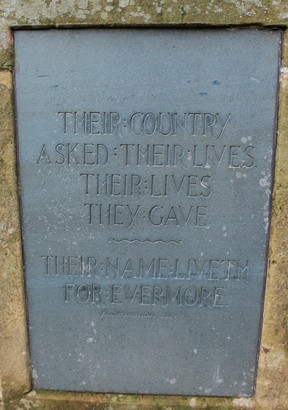 THEIR:COUNTRY
ASKED:THEIR:LIVES.
THEIR:LIVES
THEY:GAVE
THEIR:NAME:LIVETH
FOR:EVERMORE.